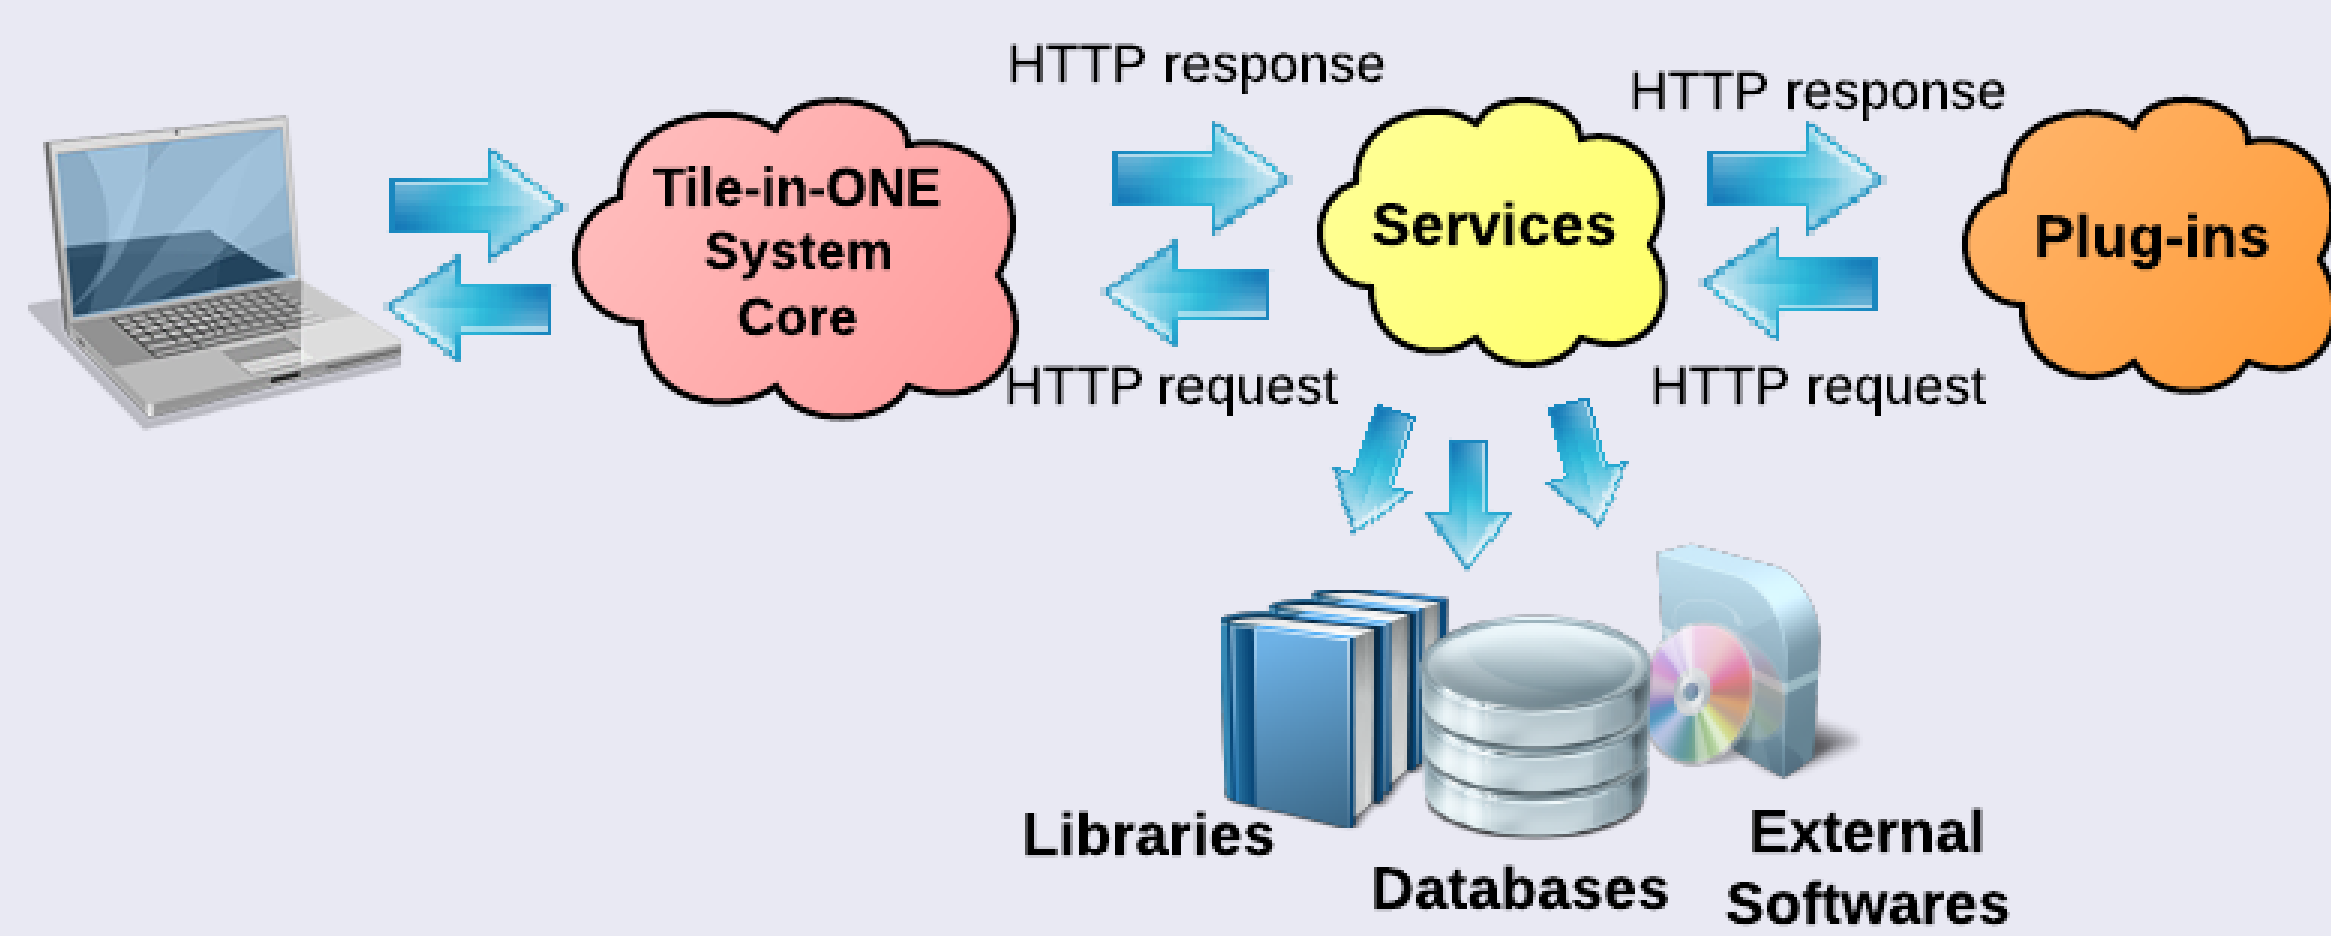 HTTP response
HTTP response
Tile-in-ONE
System
Core
Services
Plug-ins
HTTP request
HTTP request
Libraries
Databases
External
Softwares